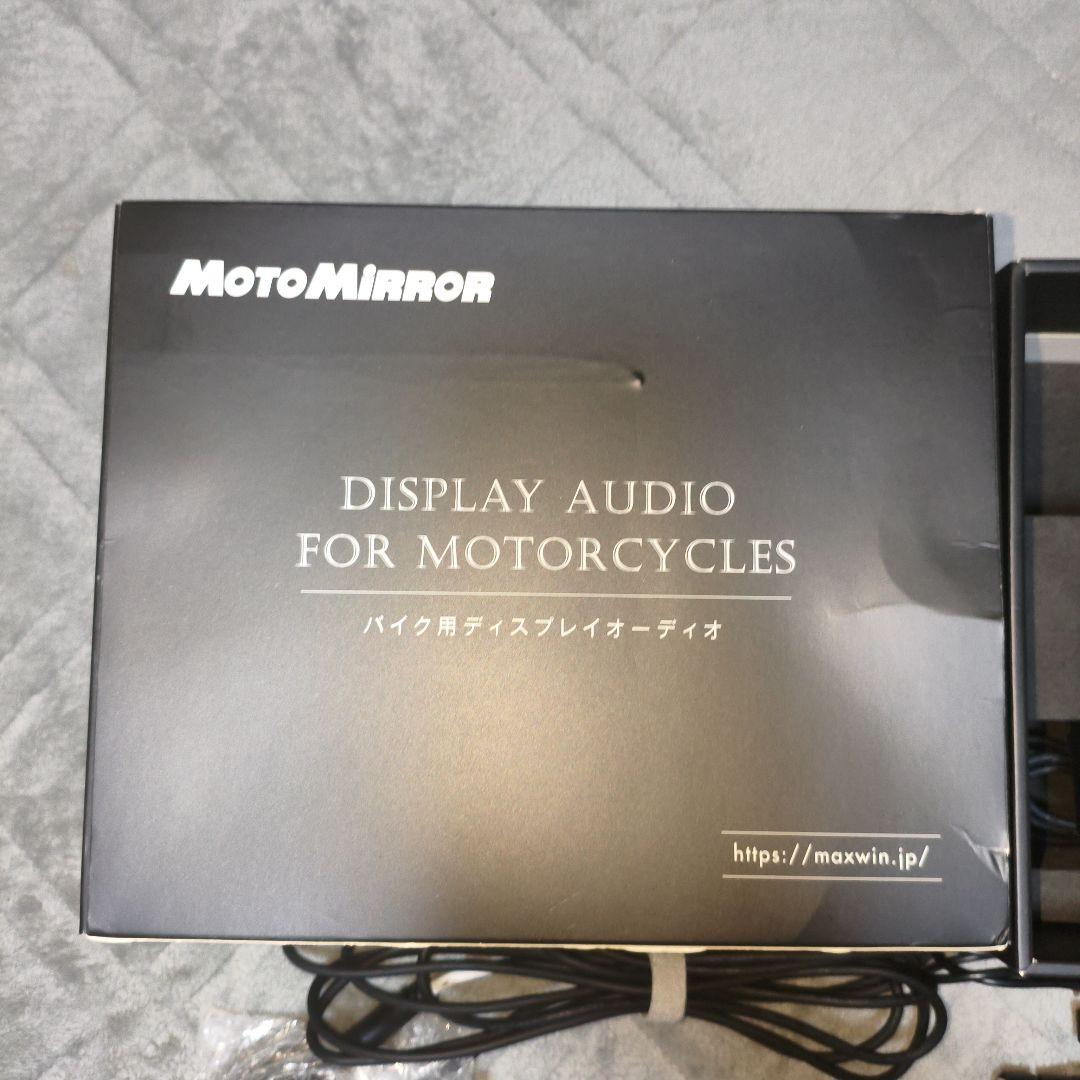 MOTOMiRROR
DISPLAY AUDIO
FOR MOTORCYCLES
バイク用ディスプレイオーディオ
https://maxwin.jp/